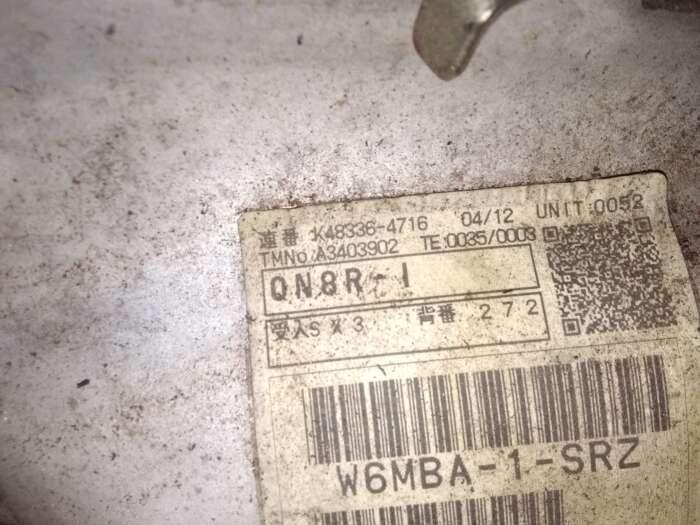 連番 K48336-4716 04/12 UNIT:0052
TMNo.A3403902 TE:0035/0003
QN8R-1
受入S X 3 背番 272
W6MBA-1-SRZ